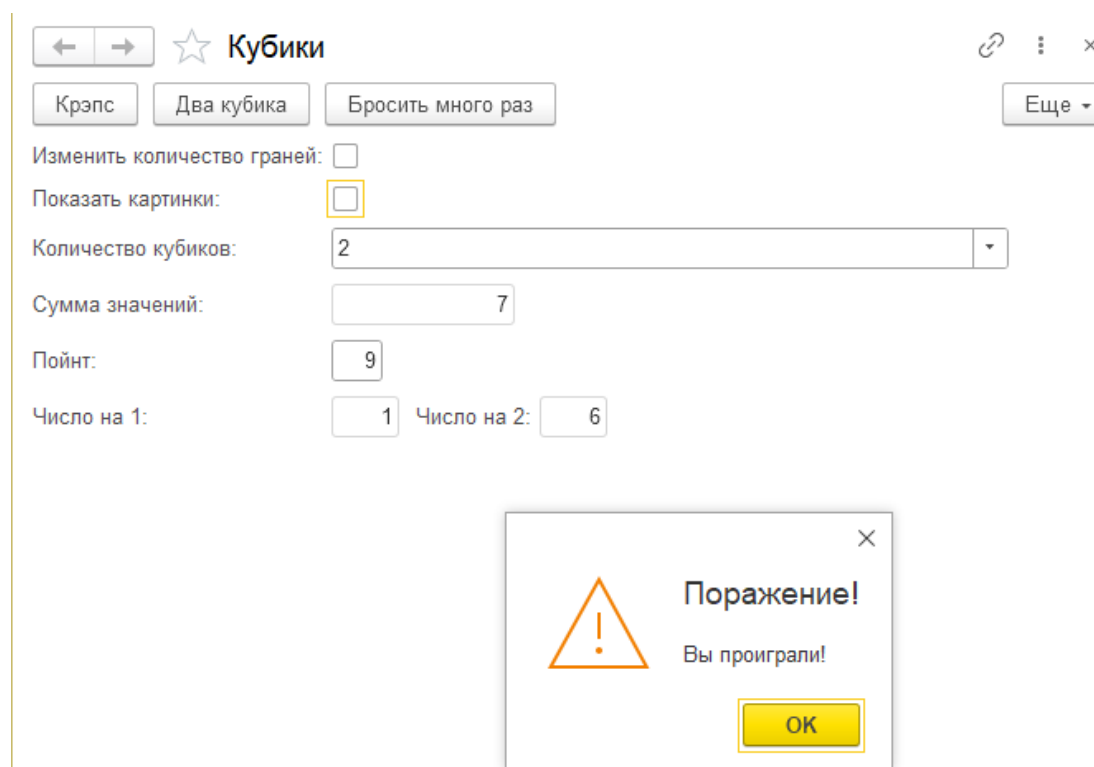 Кубики
Крэпс Два кубика Бросить много раз Еще
Изменить количество граней:
Показать картинки:
Количество кубиков: 2
Сумма значений: 7
Пойнт: 9
Число на 1: 1 Число на 2: 6
Поражение!
Вы проиграли!
ОК